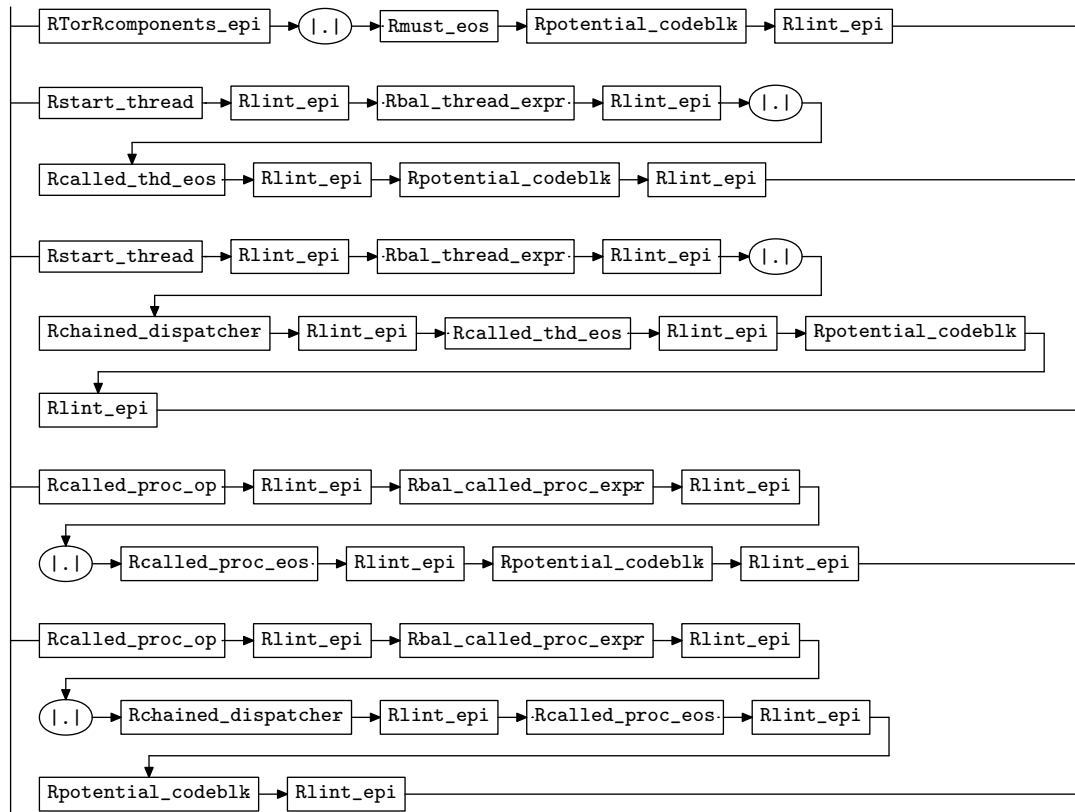 RTorRcomponents_epi |.| Rmust_eos Rpotential_codeblk Rlint_epi
Rstart_thread Rlint_epi Rbal_thread_expr Rlint_epi |.|
Rcalled_thd_eos Rlint_epi Rpotential_codeblk Rlint_epi
Rstart_thread Rlint_epi Rbal_thread_expr Rlint_epi |.|
Rchained_dispatcher Rlint_epi Rcalled_thd_eos Rlint_epi Rpotential_codeblk
Rlint_epi
Rcalled_proc_op Rlint_epi Rbal_called_proc_expr Rlint_epi
|.| Rcalled_proc_eos Rlint_epi Rpotential_codeblk Rlint_epi
Rcalled_proc_op Rlint_epi Rbal_called_proc_expr Rlint_epi
|.| Rchained_dispatcher Rlint_epi Rcalled_proc_eos Rlint_epi
Rpotential_codeblk Rlint_epi